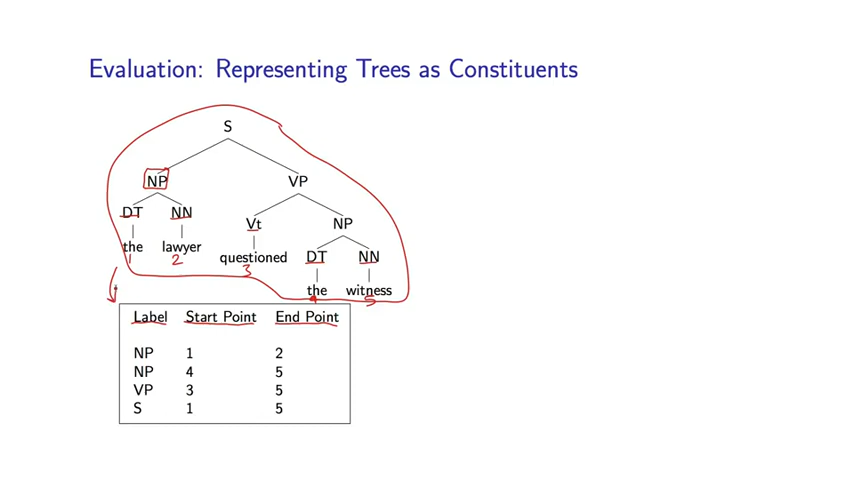 Evaluation: Representing Trees as Constituents
S
NP VP
DT NN Vt NP
the lawyer questioned DT NN
1 2 3
the witness
4 5
Label Start Point End Point
NP 1 2
NP 4 5
VP 3 5
S 1 5